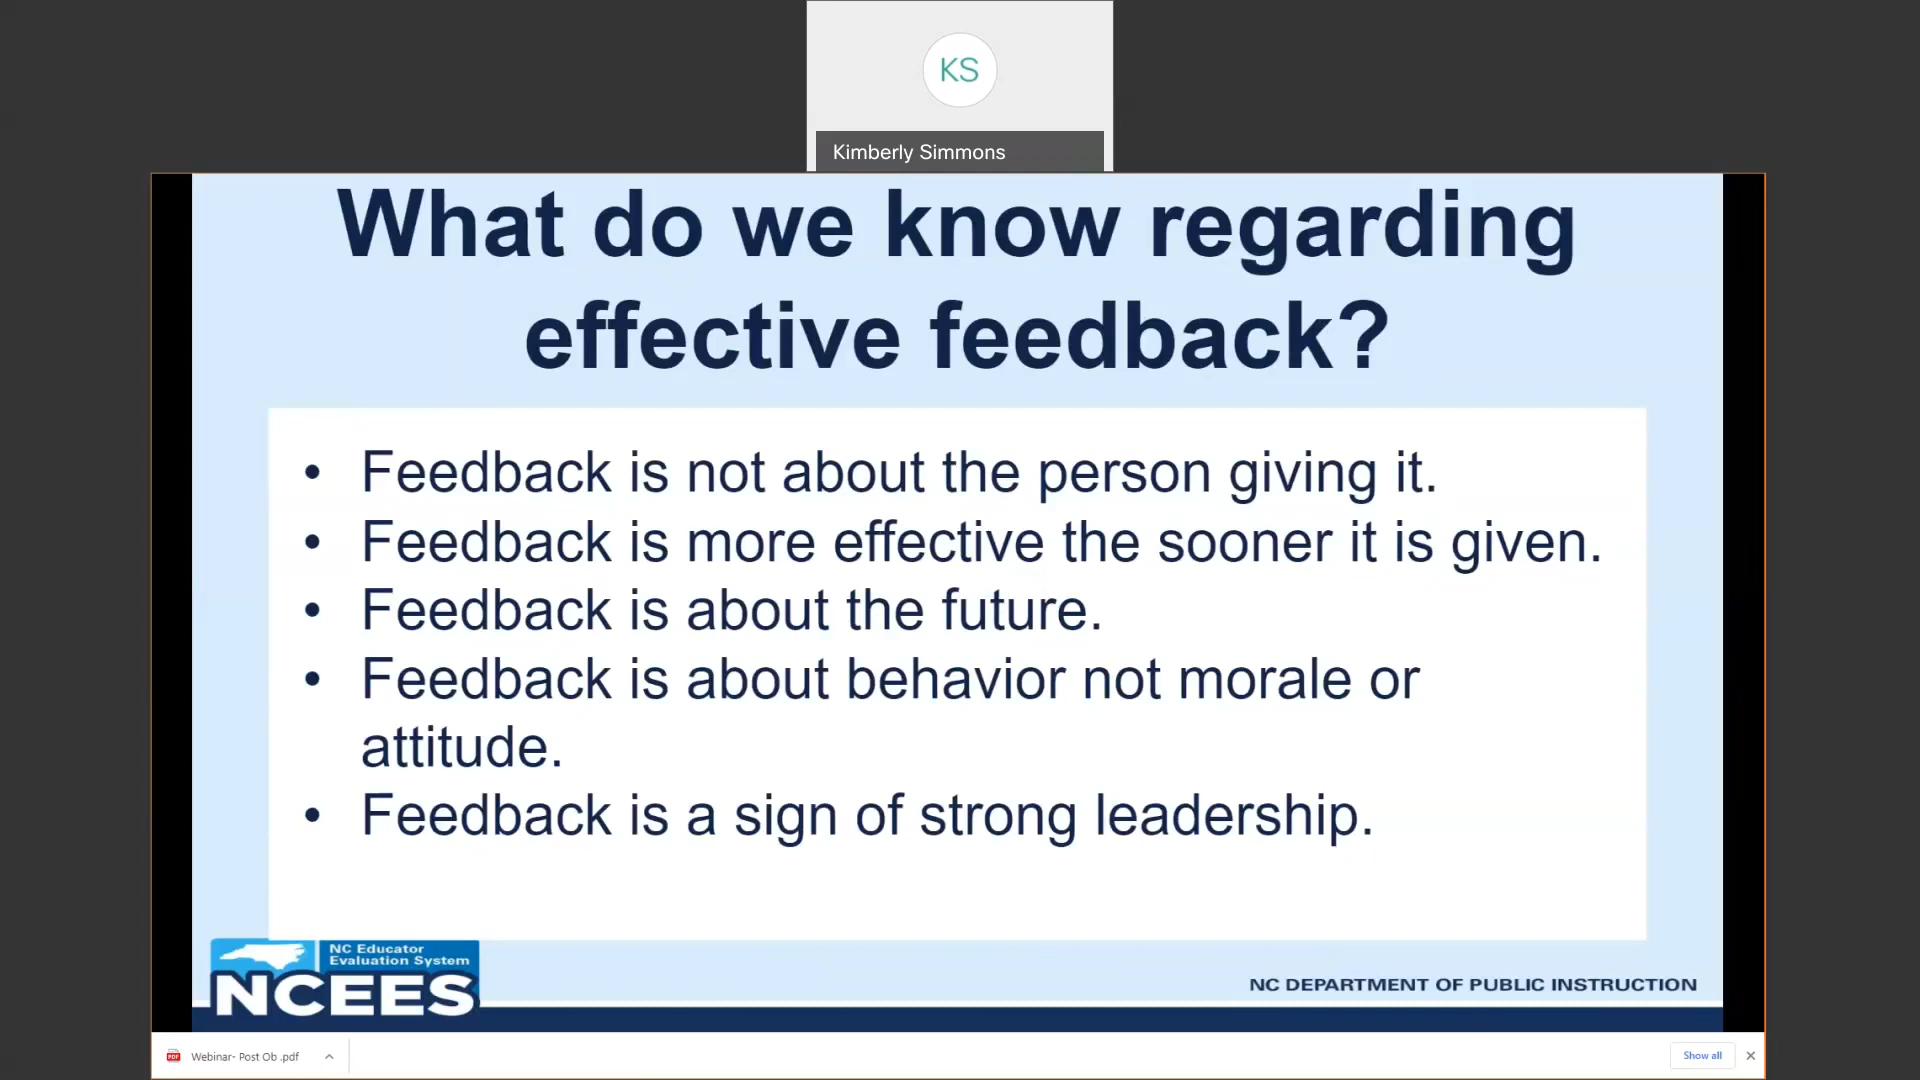 KS
Kimberly Simmons
What do we know regarding
effective feedback?
• Feedback is not about the person giving it.
• Feedback is more effective the sooner it is given.
• Feedback is about the future.
• Feedback is about behavior not morale or
attitude.
• Feedback is a sign of strong leadership.
NC Educator
Evaluation System
NCEES
NC DEPARTMENT OF PUBLIC INSTRUCTION
PDF
Webinar- Post Ob .pdf
Show all